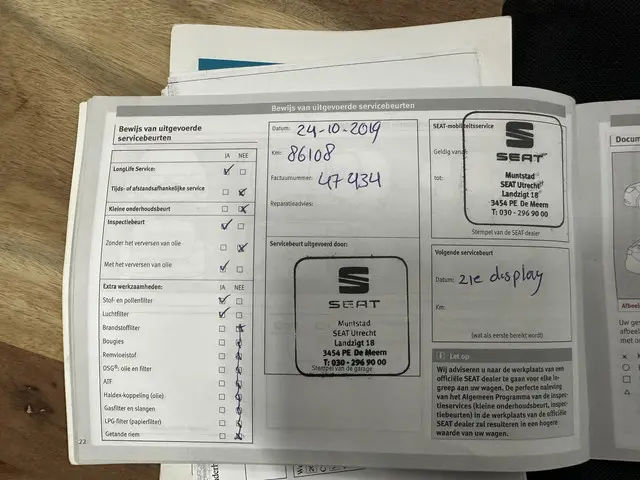 Bewijs van uitgevoerde servicebeurten
Bewijs van uitgevoerde
servicebeurten
JA NEE
LongLife Service:
Tijds- of afstandsafhankelijke service
Kleine onderhoudsbeurt
Inspectiebeurt
Zonder het verversen van olie
Met het verversen van olie
Extra werkzaamheden: JA NEE
Stof- en pollenfilter
Luchtfilter
Brandstoffilter
Bougies
Remvloeistof
DSG®: olie en filter
ATF
Haldex-koppeling (olie)
Gasfilter en slangen
LPG-filter (papierfilter)
Getande riem
22
Datum: 24-10-2019
Km: 86108
Factuurnummer: 47434
Reparatieadvies:
Servicebeurt uitgevoerd door:
SEAT
Muntstad
SEAT Utrecht
Landzigt 18
3454 PE De Meern
T: 030 - 296 90 00
Stempel van de garage
SEAT-mobiliteitsservice
Geldig vanaf:
tot:
SEAT
Muntstad
SEAT Utrecht
Landzigt 18
3454 PE De Meern
T: 030 - 296 90 00
Stempel van de SEAT-dealer
Volgende servicebeurt
Datum: zie display
Km:
(wat als eerste bereikt wordt)
Let op
Wij adviseren u naar de werkplaats van een
officiële SEAT dealer te gaan voor elke in-
greep aan uw wagen. De perfecte naleving
van het Algemeen Programma van de inspec-
tieservices (kleine onderhoudsbeurt, inspec-
tiebeurten) in de werkplaats van de officiële
SEAT dealer zal resulteren in een hogere
waarde van uw wagen.
Docum
Afbeel
Uw ges